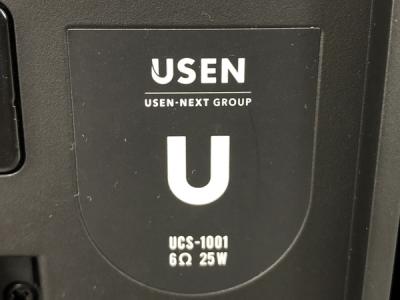 USEN
USEN-NEXT GROUP
U
UCS-1001
6Ω 25W